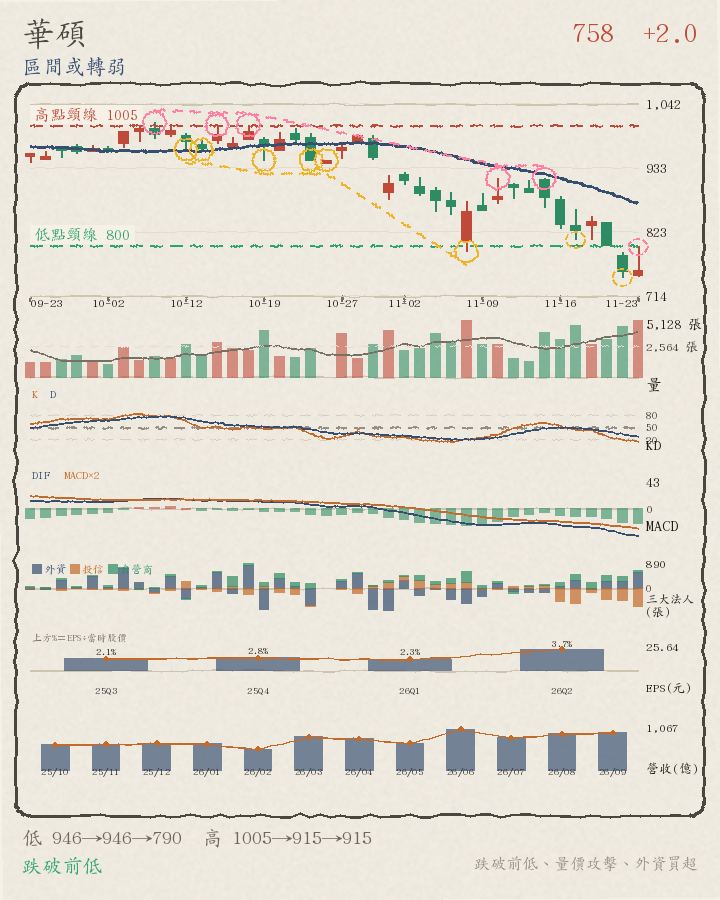 華碩
758 +2.0
區間或轉弱
高點頸線 1005
低點頸線 800
1,042
933
823
714
09-23 10-02 10-12 10-19 10-27 11-02 11-09 11-16 11-23
5,128 張
2,564 張
量
K D
80
50
20
KD
DIF MACD×2
43
0
MACD
外資 投信 自營商
890
0
三大法人
(張)
上方%=EPS÷當時股價
2.1% 2.8% 2.3% 3.7%
25.64
25Q3 25Q4 26Q1 26Q2
EPS(元)
1,067
25/10 25/11 25/12 26/01 26/02 26/03 26/04 26/05 26/06 26/07 26/08 26/09
營收(億)
低 946→946→790 高 1005→915→915
跌破前低
跌破前低、量價攻擊、外資買超